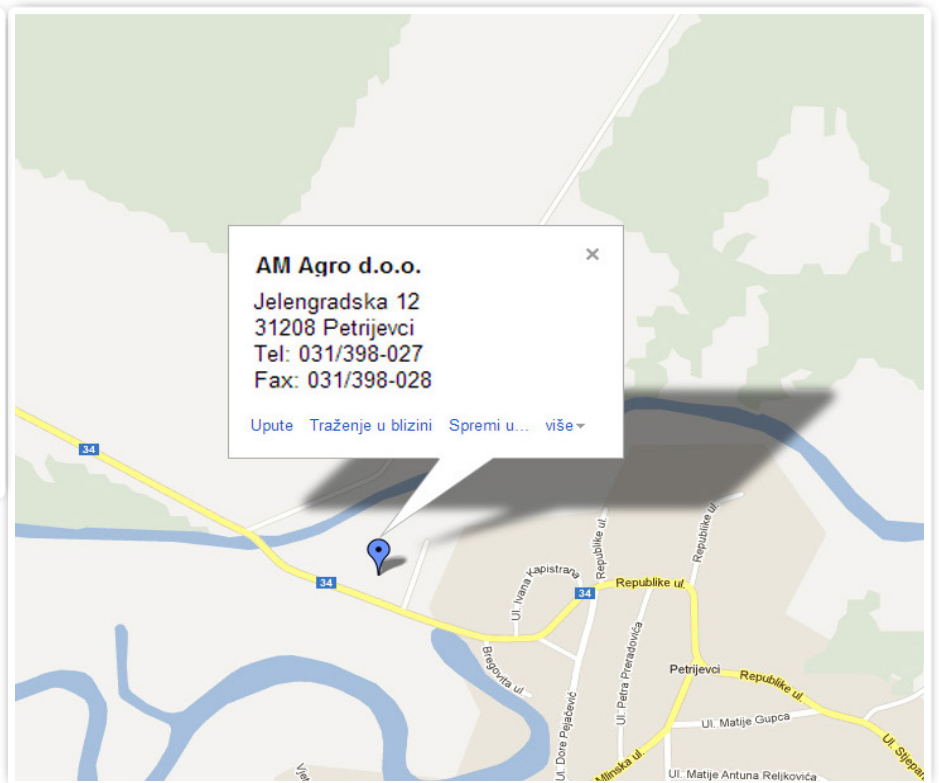 AM Agro d.o.o.
Jelengradska 12
31208 Petrijevci
Tel: 031/398-027
Fax: 031/398-028
Upute Traženje u blizini Spremi u... više
34
34
34
Republike ul.
Republike ul.
Ul. Ivana Kapistrana
Republike ul
Bregovita ul
Ul. Petra Preradovića
Petrijevci
Republike ul.
Ul. Dore Pejačević
Ul. Matije Gupca
Mlinska ul
Ul. Stjepan
Ul. Matije Antuna Reljkovića